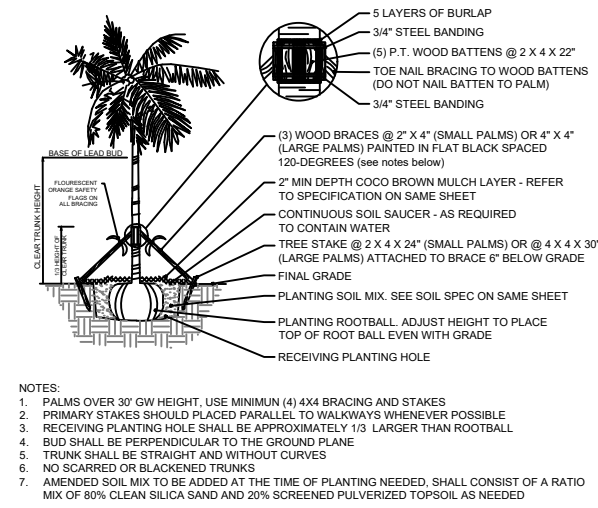 5 LAYERS OF BURLAP
3/4" STEEL BANDING
(5) P.T. WOOD BATTENS @ 2 X 4 X 22"
TOE NAIL BRACING TO WOOD BATTENS
(DO NOT NAIL BATTEN TO PALM)
3/4" STEEL BANDING
(3) WOOD BRACES @ 2" X 4" (SMALL PALMS) OR 4" X 4"
(LARGE PALMS) PAINTED IN FLAT BLACK SPACED
120-DEGREES (see notes below)
2" MIN DEPTH COCO BROWN MULCH LAYER - REFER
TO SPECIFICATION ON SAME SHEET
CONTINUOUS SOIL SAUCER - AS REQUIRED
TO CONTAIN WATER
TREE STAKE @ 2 X 4 X 24" (SMALL PALMS) OR @ 4 X 4 X 30"
(LARGE PALMS) ATTACHED TO BRACE 6" BELOW GRADE
FINAL GRADE
PLANTING SOIL MIX. SEE SOIL SPEC ON SAME SHEET
PLANTING ROOTBALL. ADJUST HEIGHT TO PLACE
TOP OF ROOT BALL EVEN WITH GRADE
RECEIVING PLANTING HOLE
BASE OF LEAD BUD
FLOURESCENT
ORANGE SAFETY
FLAGS ON
ALL BRACING
CLEAR TRUNK HEIGHT
1/3 HEIGHT OF
CLEAR TRUNK
NOTES:
1. PALMS OVER 30' GW HEIGHT, USE MINIMUN (4) 4X4 BRACING AND STAKES
2. PRIMARY STAKES SHOULD PLACED PARALLEL TO WALKWAYS WHENEVER POSSIBLE
3. RECEIVING PLANTING HOLE SHALL BE APPROXIMATELY 1/3 LARGER THAN ROOTBALL
4. BUD SHALL BE PERPENDICULAR TO THE GROUND PLANE
5. TRUNK SHALL BE STRAIGHT AND WITHOUT CURVES
6. NO SCARRED OR BLACKENED TRUNKS
7. AMENDED SOIL MIX TO BE ADDED AT THE TIME OF PLANTING NEEDED, SHALL CONSIST OF A RATIO
MIX OF 80% CLEAN SILICA SAND AND 20% SCREENED PULVERIZED TOPSOIL AS NEEDED